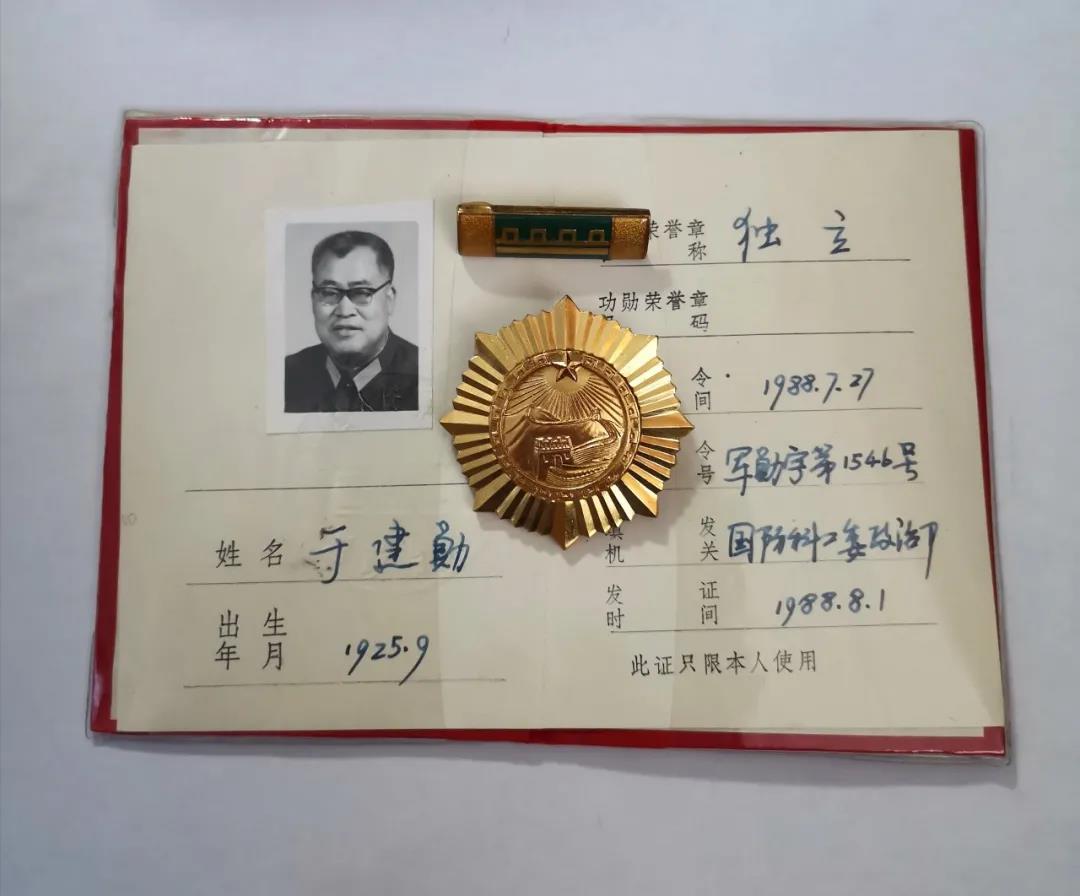 姓名 于建勋
出生
年月 1925.9
荣誉章
称 独立
功勋荣誉章
码
令
间 1988.7.27
令
号 军勋字第1546号
发
机关 国防科工委政治部
发证
时间 1988.8.1
此证只限本人使用